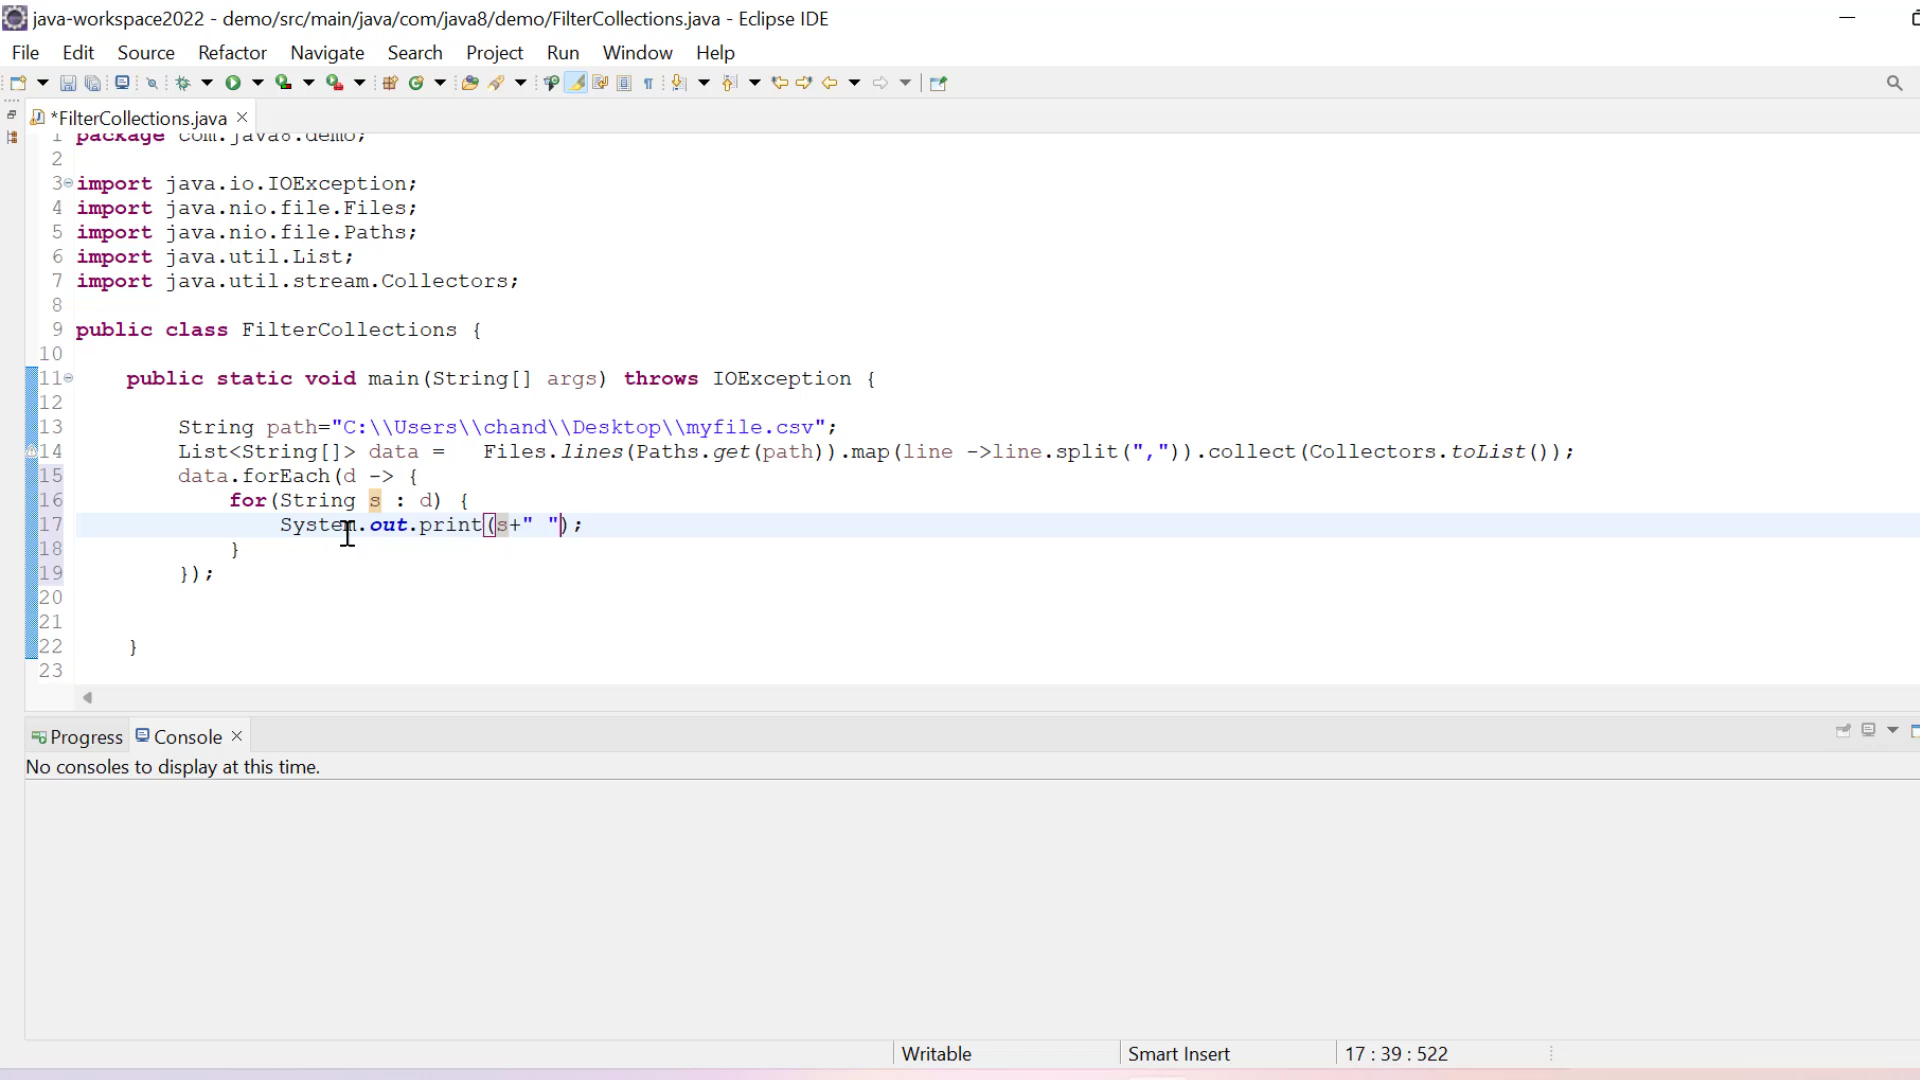 java-workspace2022 - demo/src/main/java/com/java8/demo/FilterCollections.java - Eclipse IDE
File Edit Source Refactor Navigate Search Project Run Window Help
*FilterCollections.java
1 package com.java8.demo;
2
3 import java.io.IOException;
4 import java.nio.file.Files;
5 import java.nio.file.Paths;
6 import java.util.List;
7 import java.util.stream.Collectors;
8
9 public class FilterCollections {
10
11 public static void main(String[] args) throws IOException {
12
13 String path="C:\\Users\\chand\\Desktop\\myfile.csv";
14 List<String[]> data = Files.lines(Paths.get(path)).map(line ->line.split(",")).collect(Collectors.toList());
15 data.forEach(d -> {
16 for(String s : d) {
17 System.out.print(s+" ");
18 }
19 });
20
21
22 }
23
Progress Console
No consoles to display at this time.
Writable Smart Insert 17 : 39 : 522